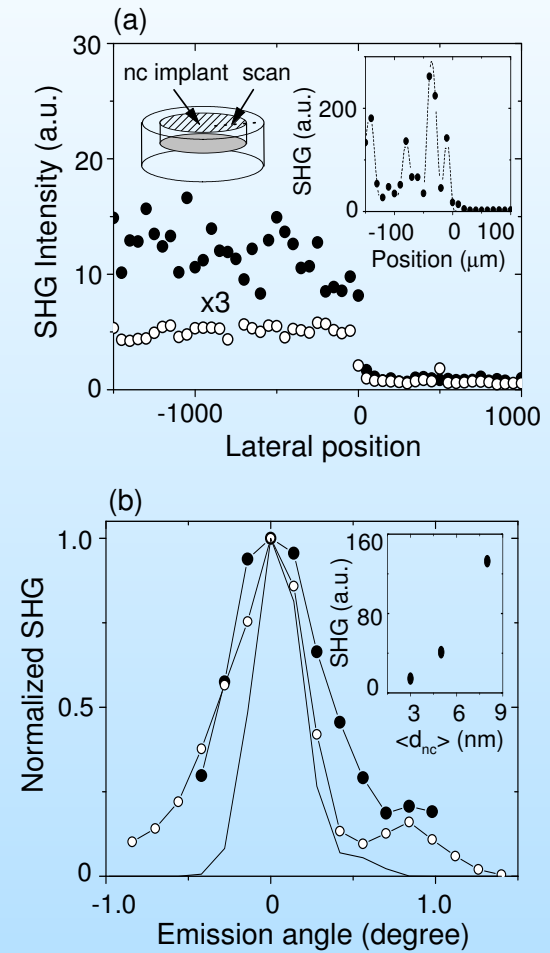 (a)
SHG Intensity (a.u.)
30
20
10
0
nc implant
scan
x3
-1000
0
1000
Lateral position
SHG
200
0
-100
0
100
Position (μm)
(b)
Normalized SHG
1.0
0.5
0
-1.0
0
1.0
Emission angle (degree)
SHG (a.u.)
160
80
0
3
6
9
<d_nc> (nm)